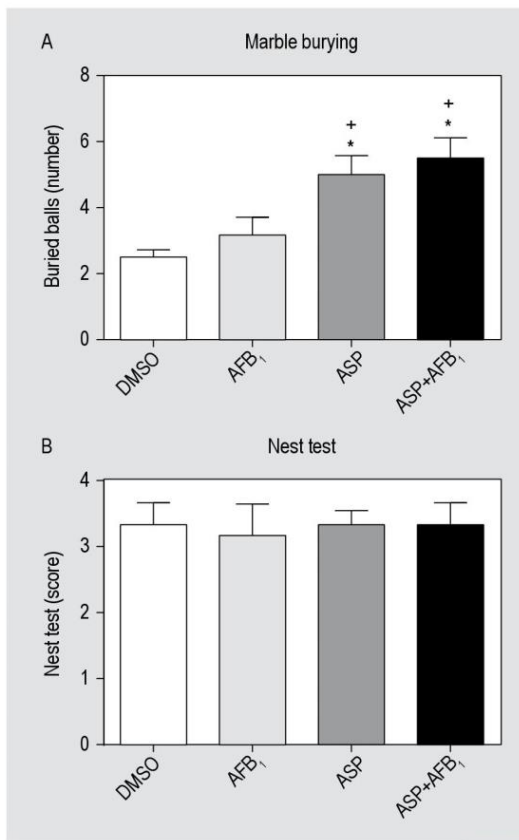 A Marble burying
8
6
4
2
0
Buried balls (number)
+
*
+
*
DMSO
AFB₁
ASP
ASP+AFB₁
B Nest test
4
3
2
1
0
Nest test (score)
DMSO
AFB₁
ASP
ASP+AFB₁